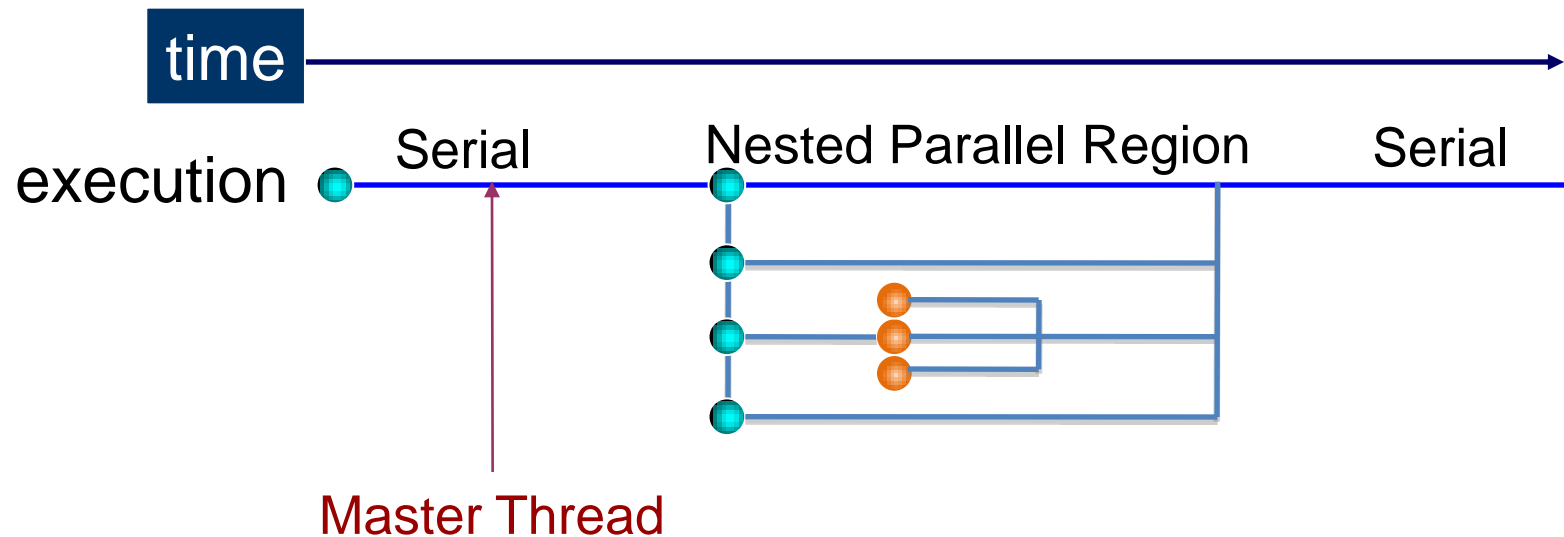 time
Serial
Nested Parallel Region
Serial
execution
Master Thread